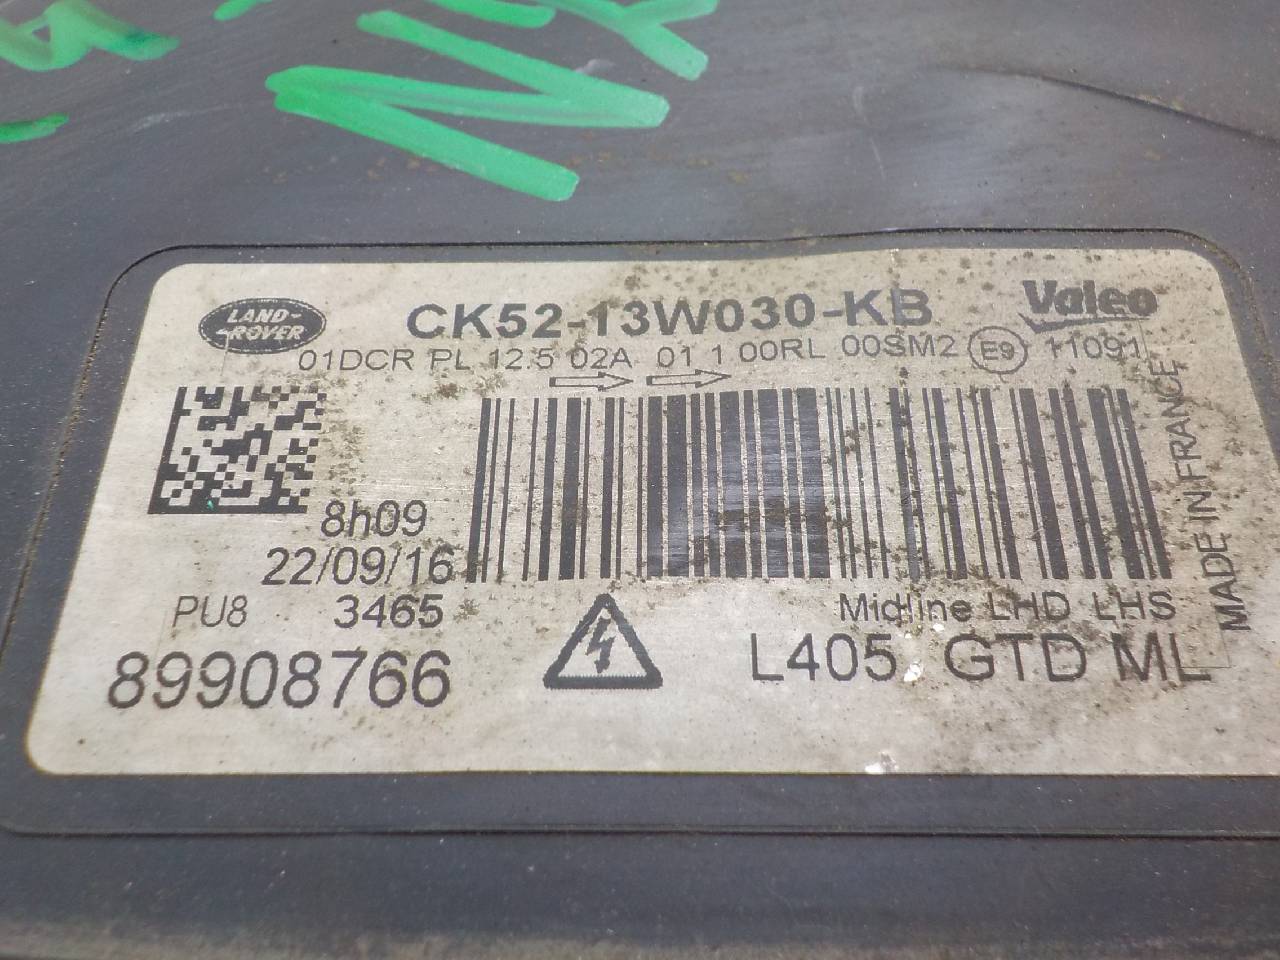 LAND-
ROVER
CK52-13W030-KB
Valeo
01DCR PL 12.5 02A 01 1 00RL 00SM2 E9 11091
MADE IN FRANCE
8h09
22/09/16
PU8 3465
89908766
Midline LHD LHS
L405 GTD ML